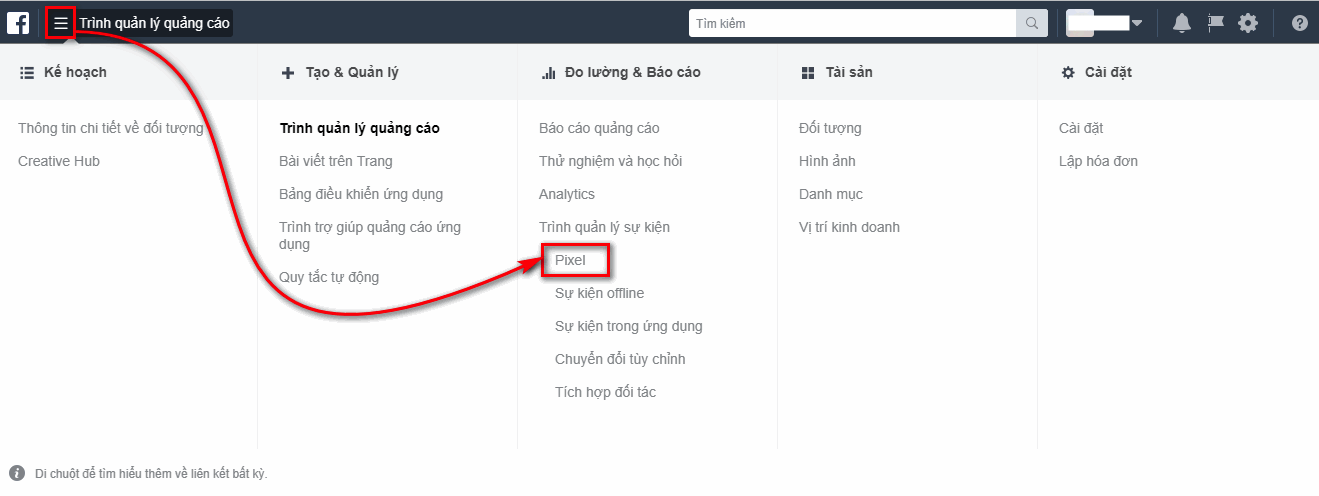 Trình quản lý quảng cáo
Tìm kiếm
Kế hoạch
Thông tin chi tiết về đối tượng
Creative Hub
Tạo & Quản lý
Trình quản lý quảng cáo
Bài viết trên Trang
Bảng điều khiển ứng dụng
Trình trợ giúp quảng cáo ứng
dụng
Quy tắc tự động
Đo lường & Báo cáo
Báo cáo quảng cáo
Thử nghiệm và học hỏi
Analytics
Trình quản lý sự kiện
Pixel
Sự kiện offline
Sự kiện trong ứng dụng
Chuyển đổi tùy chỉnh
Tích hợp đối tác
Tài sản
Đối tượng
Hình ảnh
Danh mục
Vị trí kinh doanh
Cài đặt
Cài đặt
Lập hóa đơn
Di chuột để tìm hiểu thêm về liên kết bất kỳ.